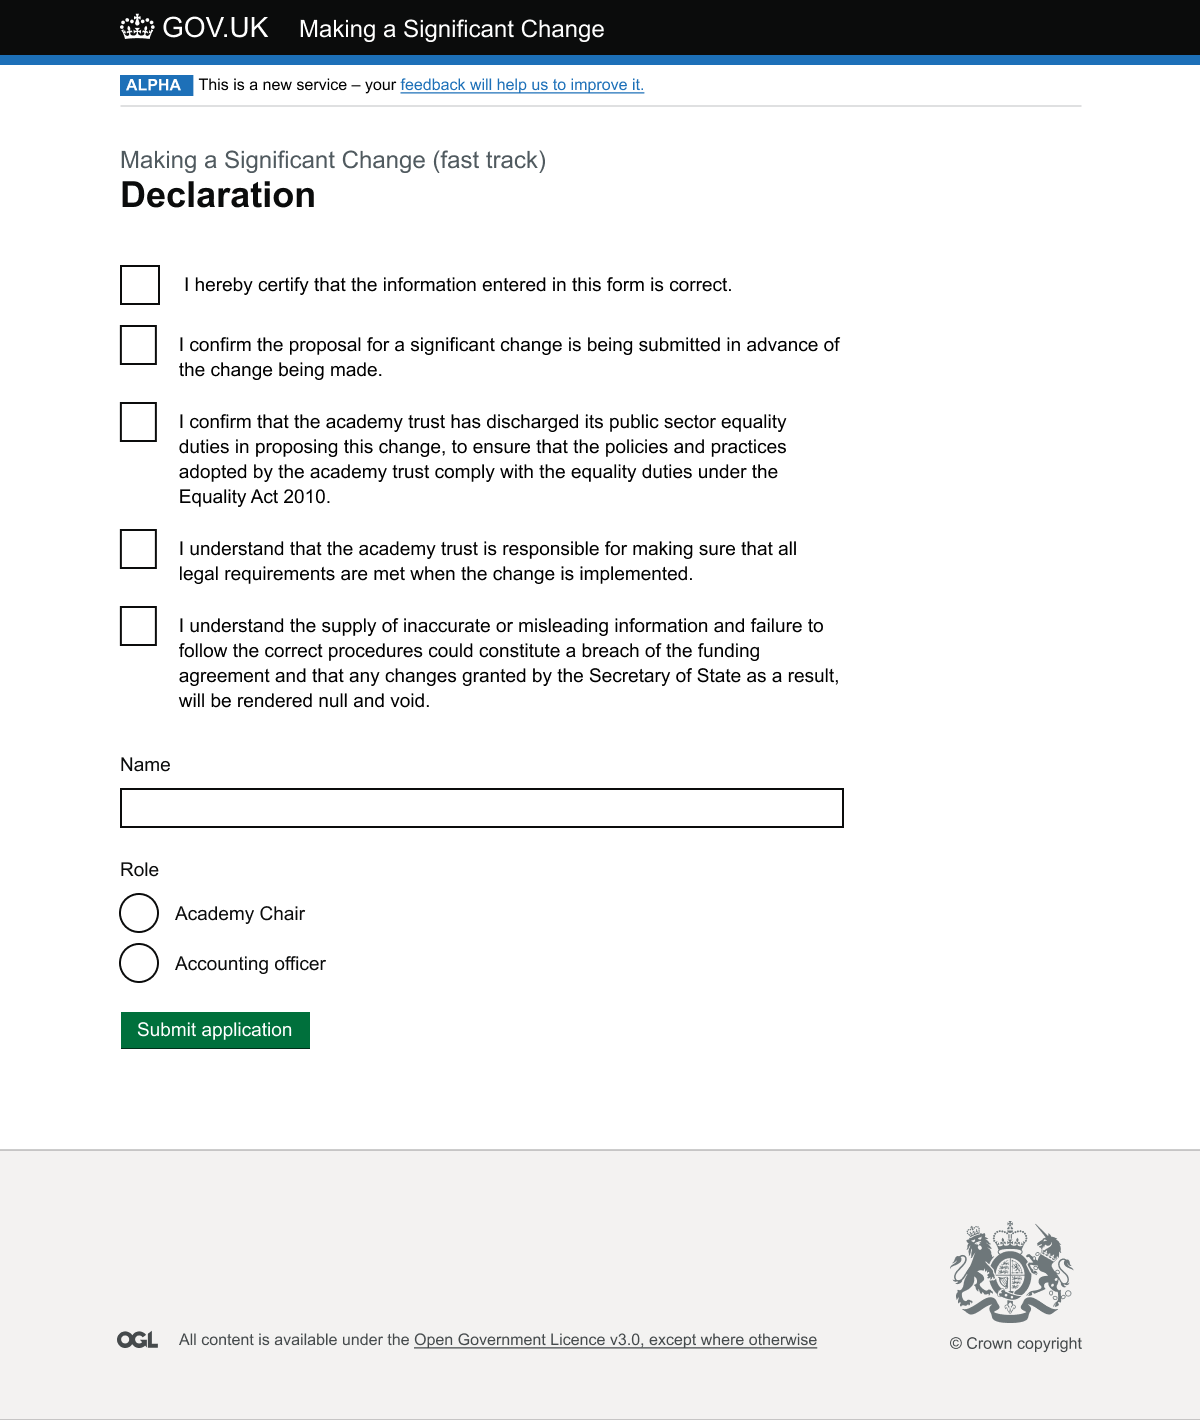 GOV.UK Making a Significant Change
ALPHA This is a new service – your feedback will help us to improve it.
Making a Significant Change (fast track)
Declaration
I hereby certify that the information entered in this form is correct.
I confirm the proposal for a significant change is being submitted in advance of
the change being made.
I confirm that the academy trust has discharged its public sector equality
duties in proposing this change, to ensure that the policies and practices
adopted by the academy trust comply with the equality duties under the
Equality Act 2010.
I understand that the academy trust is responsible for making sure that all
legal requirements are met when the change is implemented.
I understand the supply of inaccurate or misleading information and failure to
follow the correct procedures could constitute a breach of the funding
agreement and that any changes granted by the Secretary of State as a result,
will be rendered null and void.
Name
Role
Academy Chair
Accounting officer
Submit application
OGL All content is available under the Open Government Licence v3.0, except where otherwise
© Crown copyright